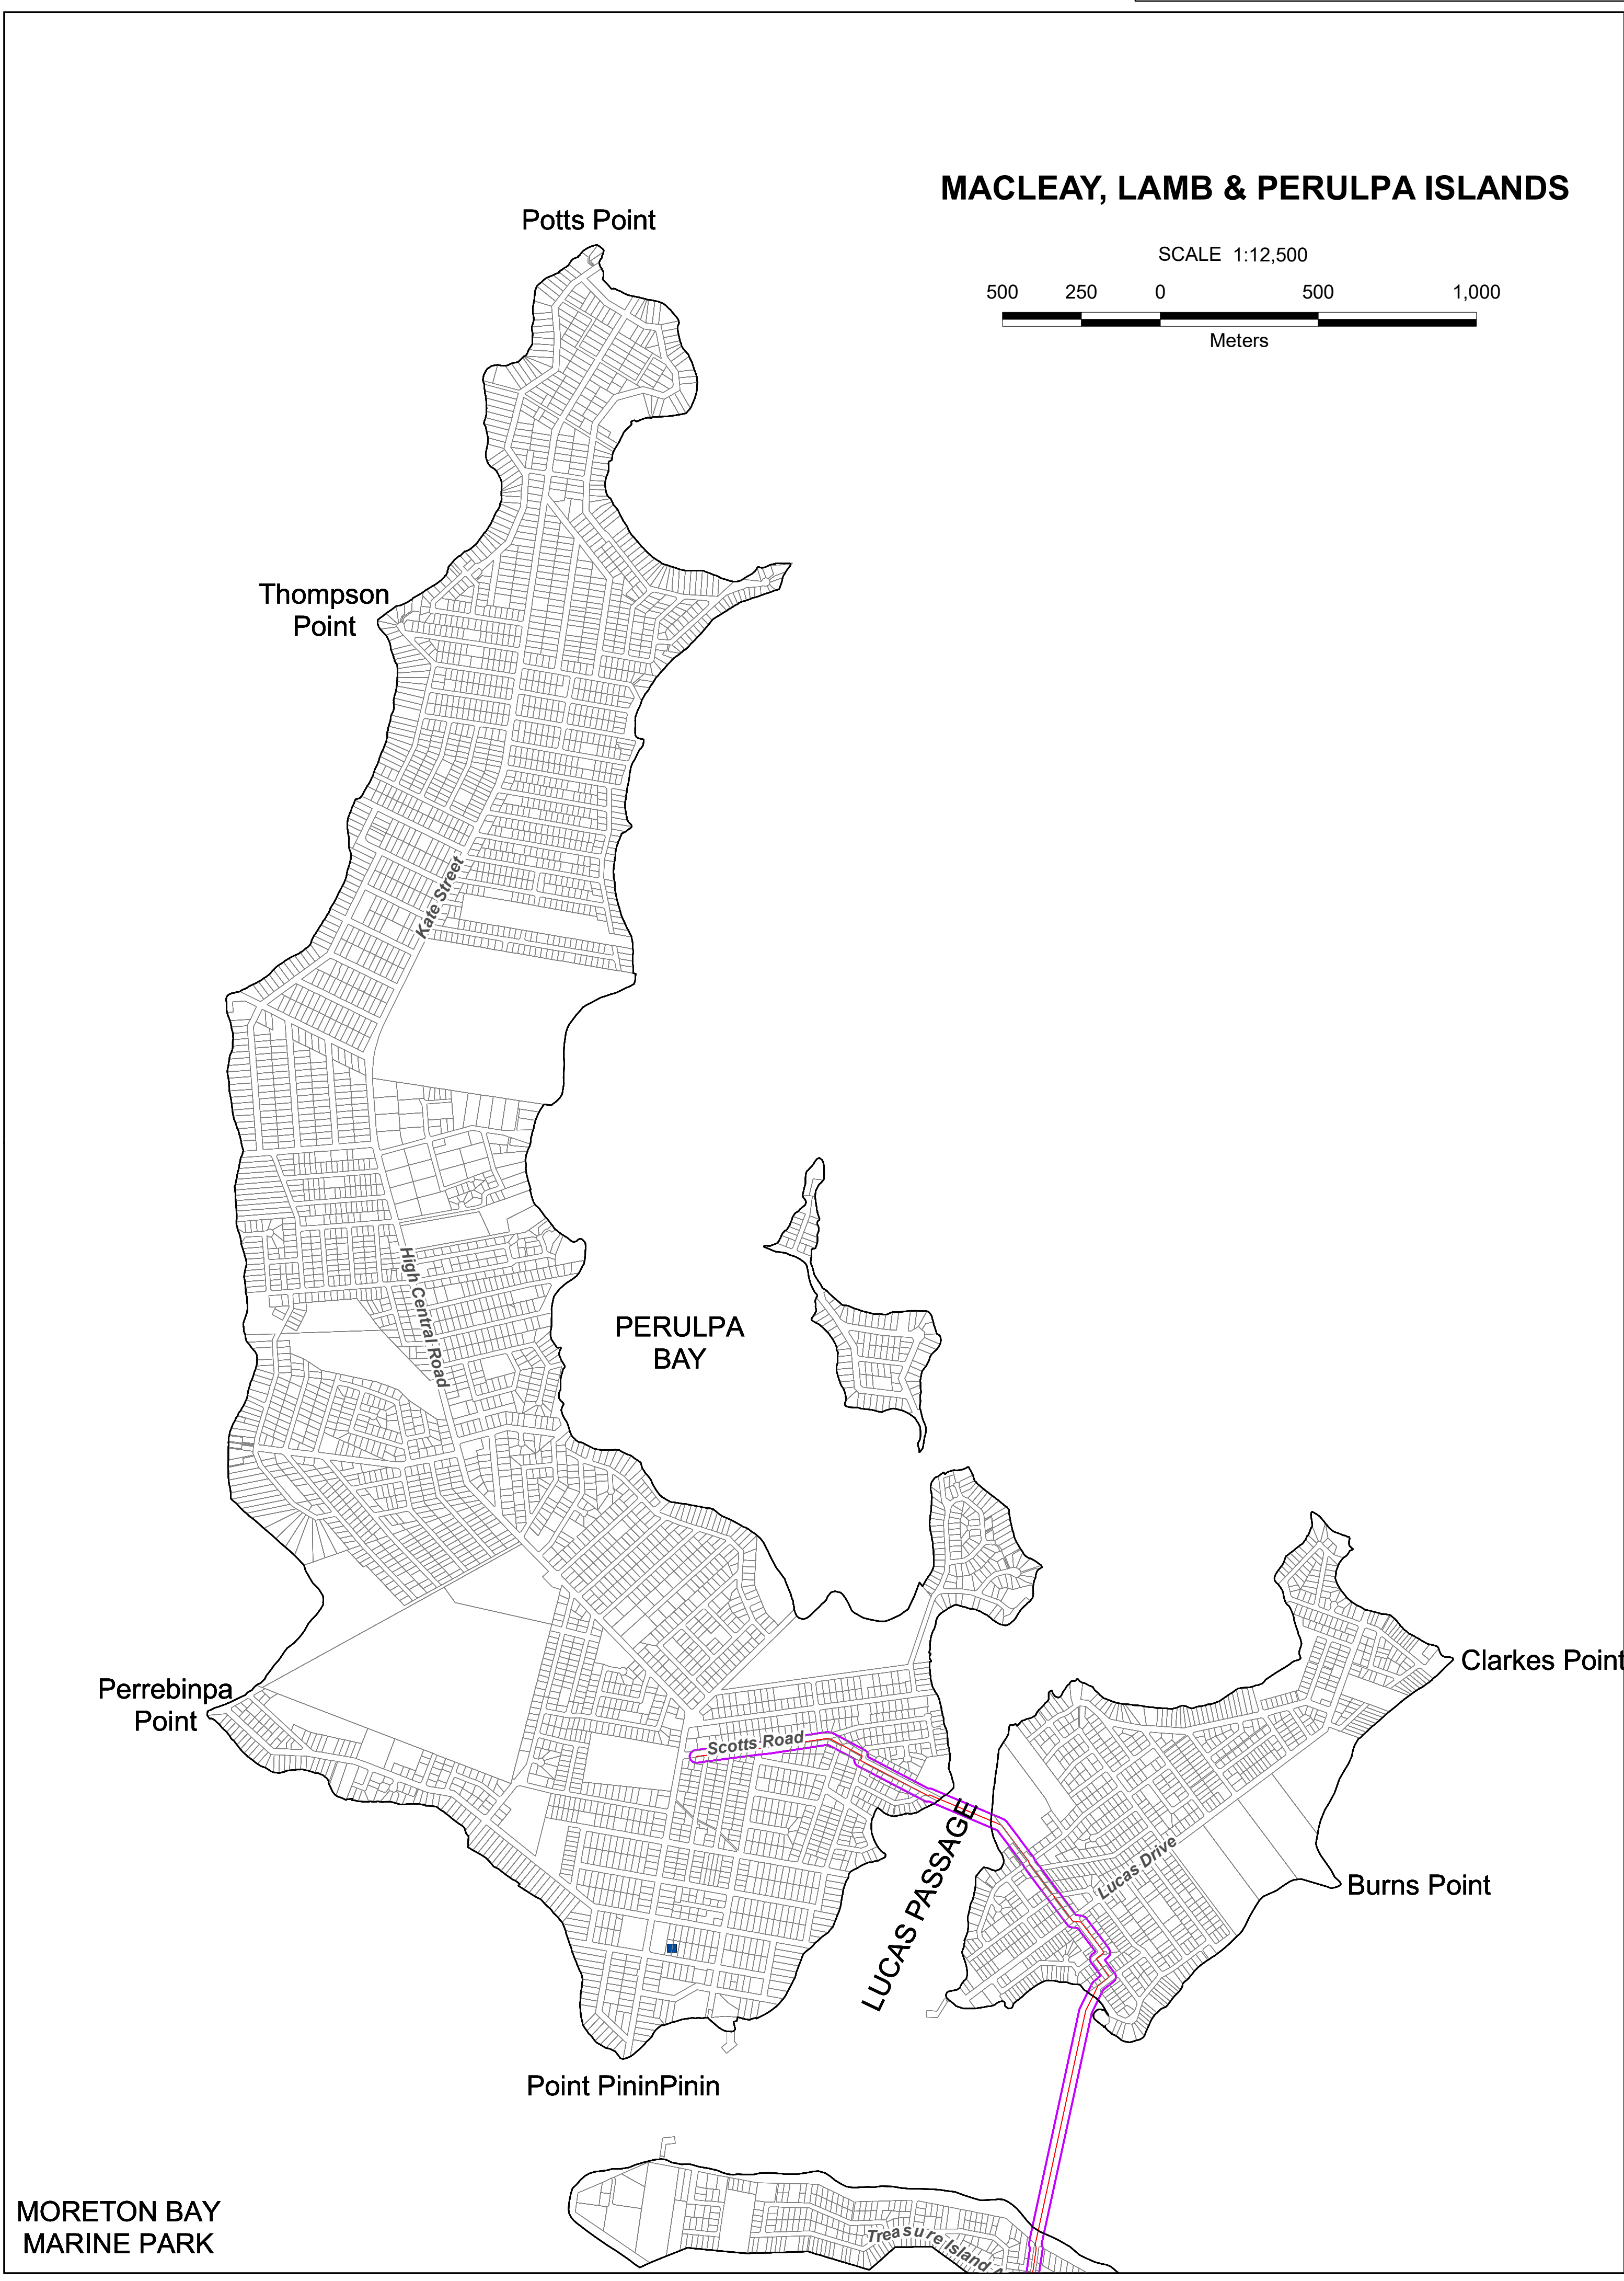 MACLEAY, LAMB & PERULPA ISLANDS
Potts Point
SCALE 1:12,500
500 250 0 500 1,000
Meters
Thompson
Point
Kate Street
High Central Road
PERULPA
BAY
Clarkes Point
Perrebinpa
Point
Scotts Road
LUCAS PASSAGE
Lucas Drive
Burns Point
Point PininPinin
MORETON BAY
MARINE PARK
Treasure Island